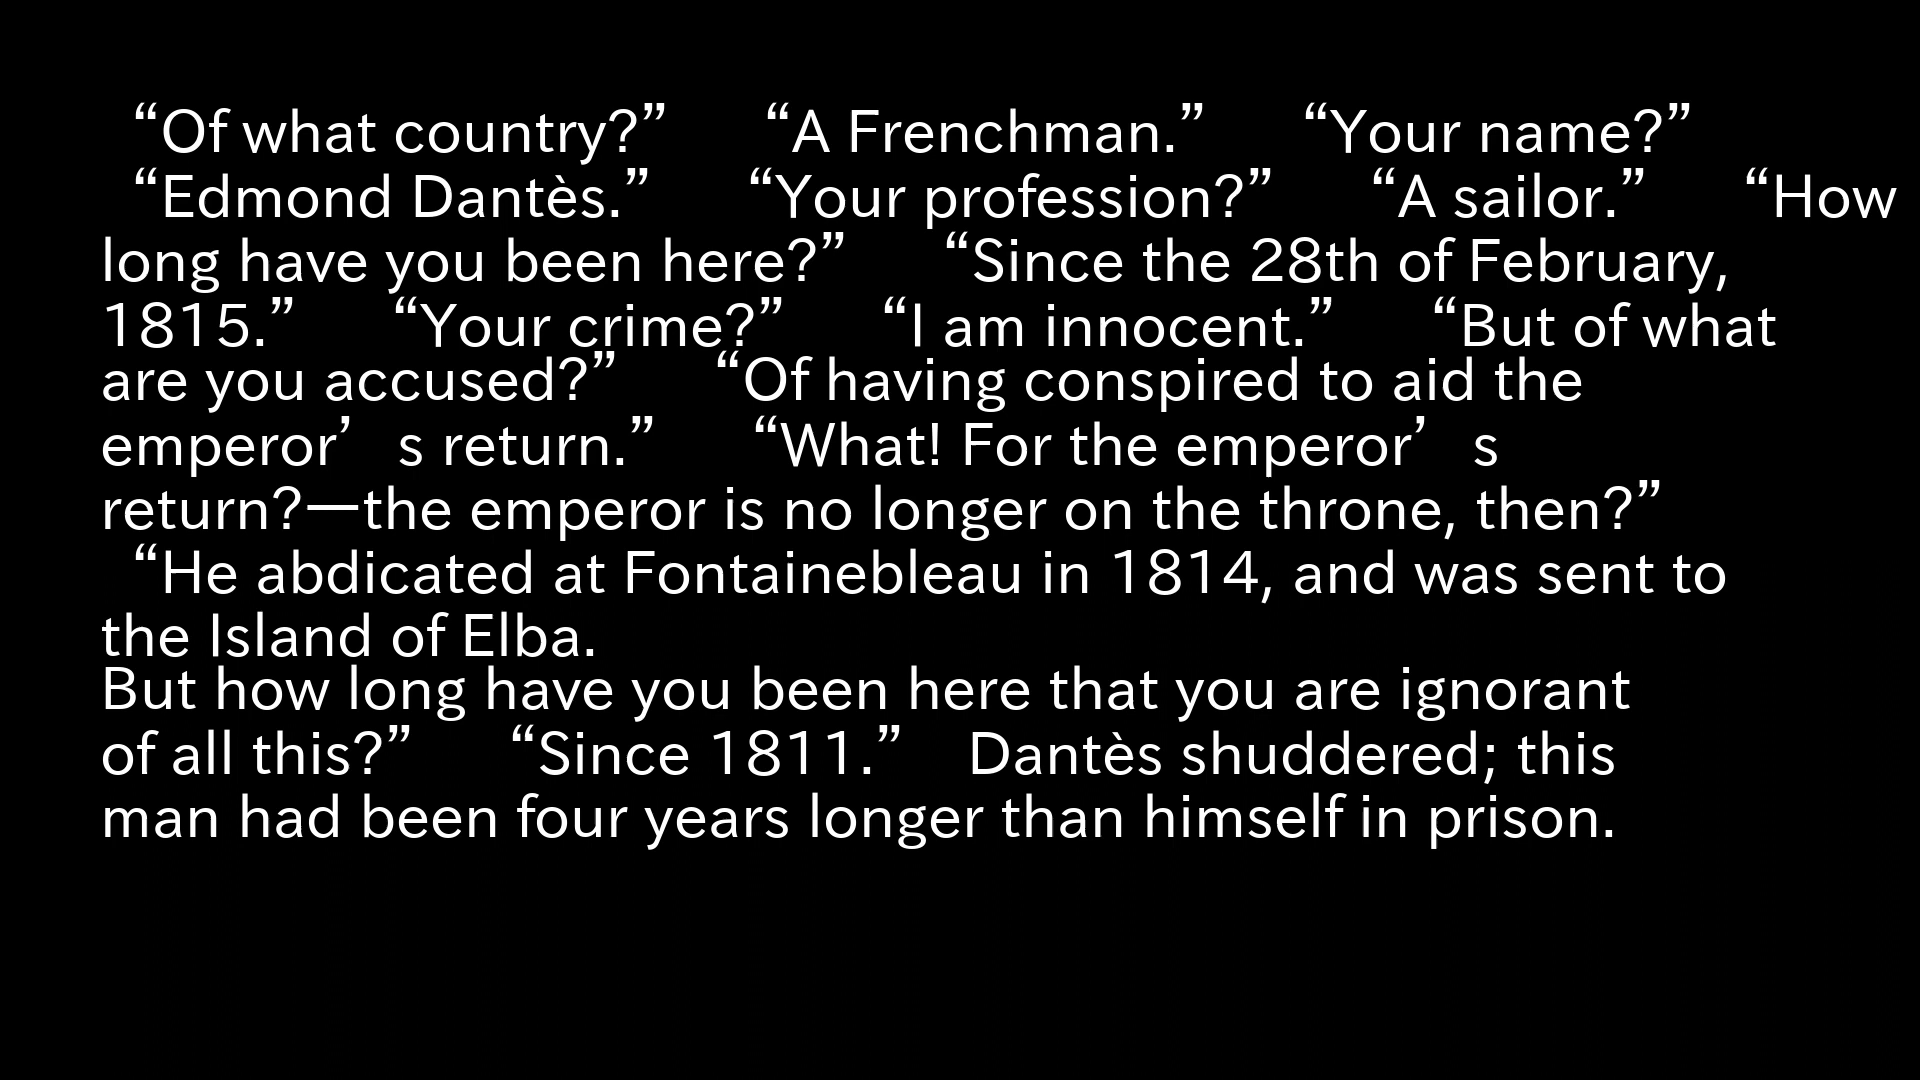 “Of what country?” “A Frenchman.” “Your name?”
“Edmond Dantès.” “Your profession?” “A sailor.” “How
long have you been here?” “Since the 28th of February,
1815.” “Your crime?” “I am innocent.” “But of what
are you accused?” “Of having conspired to aid the
emperor’s return.” “What! For the emperor’s
return?—the emperor is no longer on the throne, then?”
“He abdicated at Fontainebleau in 1814, and was sent to
the Island of Elba.
But how long have you been here that you are ignorant
of all this?” “Since 1811.” Dantès shuddered; this
man had been four years longer than himself in prison.